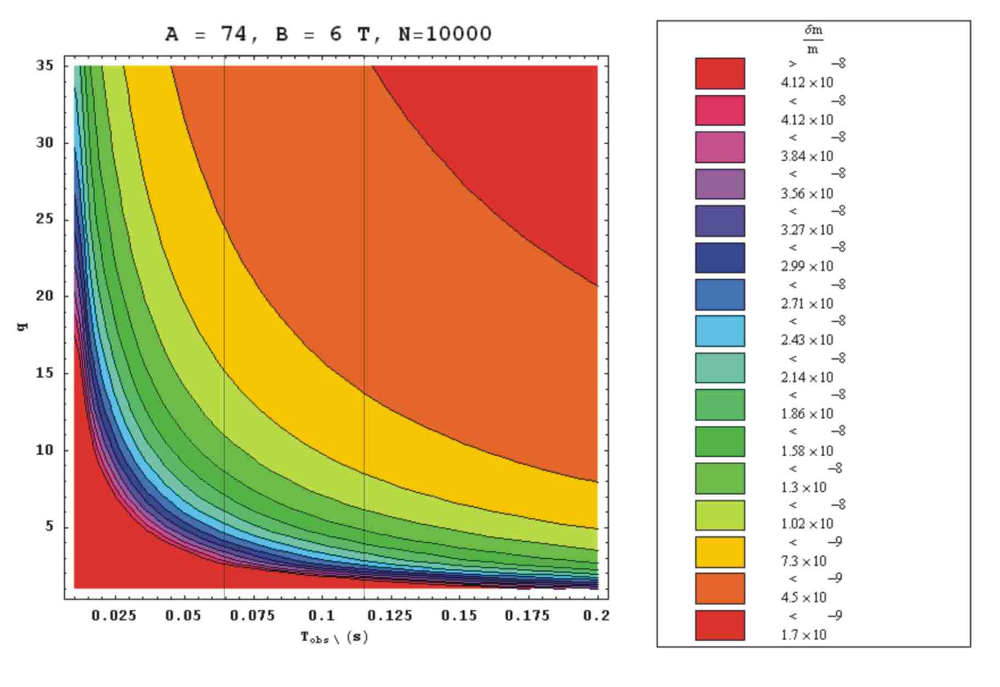 A = 74, B = 6 T, N=10000
35
30
25
20
15
10
5
q
0.025 0.05 0.075 0.1 0.125 0.15 0.175 0.2
T_obs \ (s)
δm
m
> −8
4.12 × 10
< −8
4.12 × 10
< −8
3.84 × 10
< −8
3.56 × 10
< −8
3.27 × 10
< −8
2.99 × 10
< −8
2.71 × 10
< −8
2.43 × 10
< −8
2.14 × 10
< −8
1.86 × 10
< −8
1.58 × 10
< −8
1.3 × 10
< −8
1.02 × 10
< −9
7.3 × 10
< −9
4.5 × 10
< −9
1.7 × 10